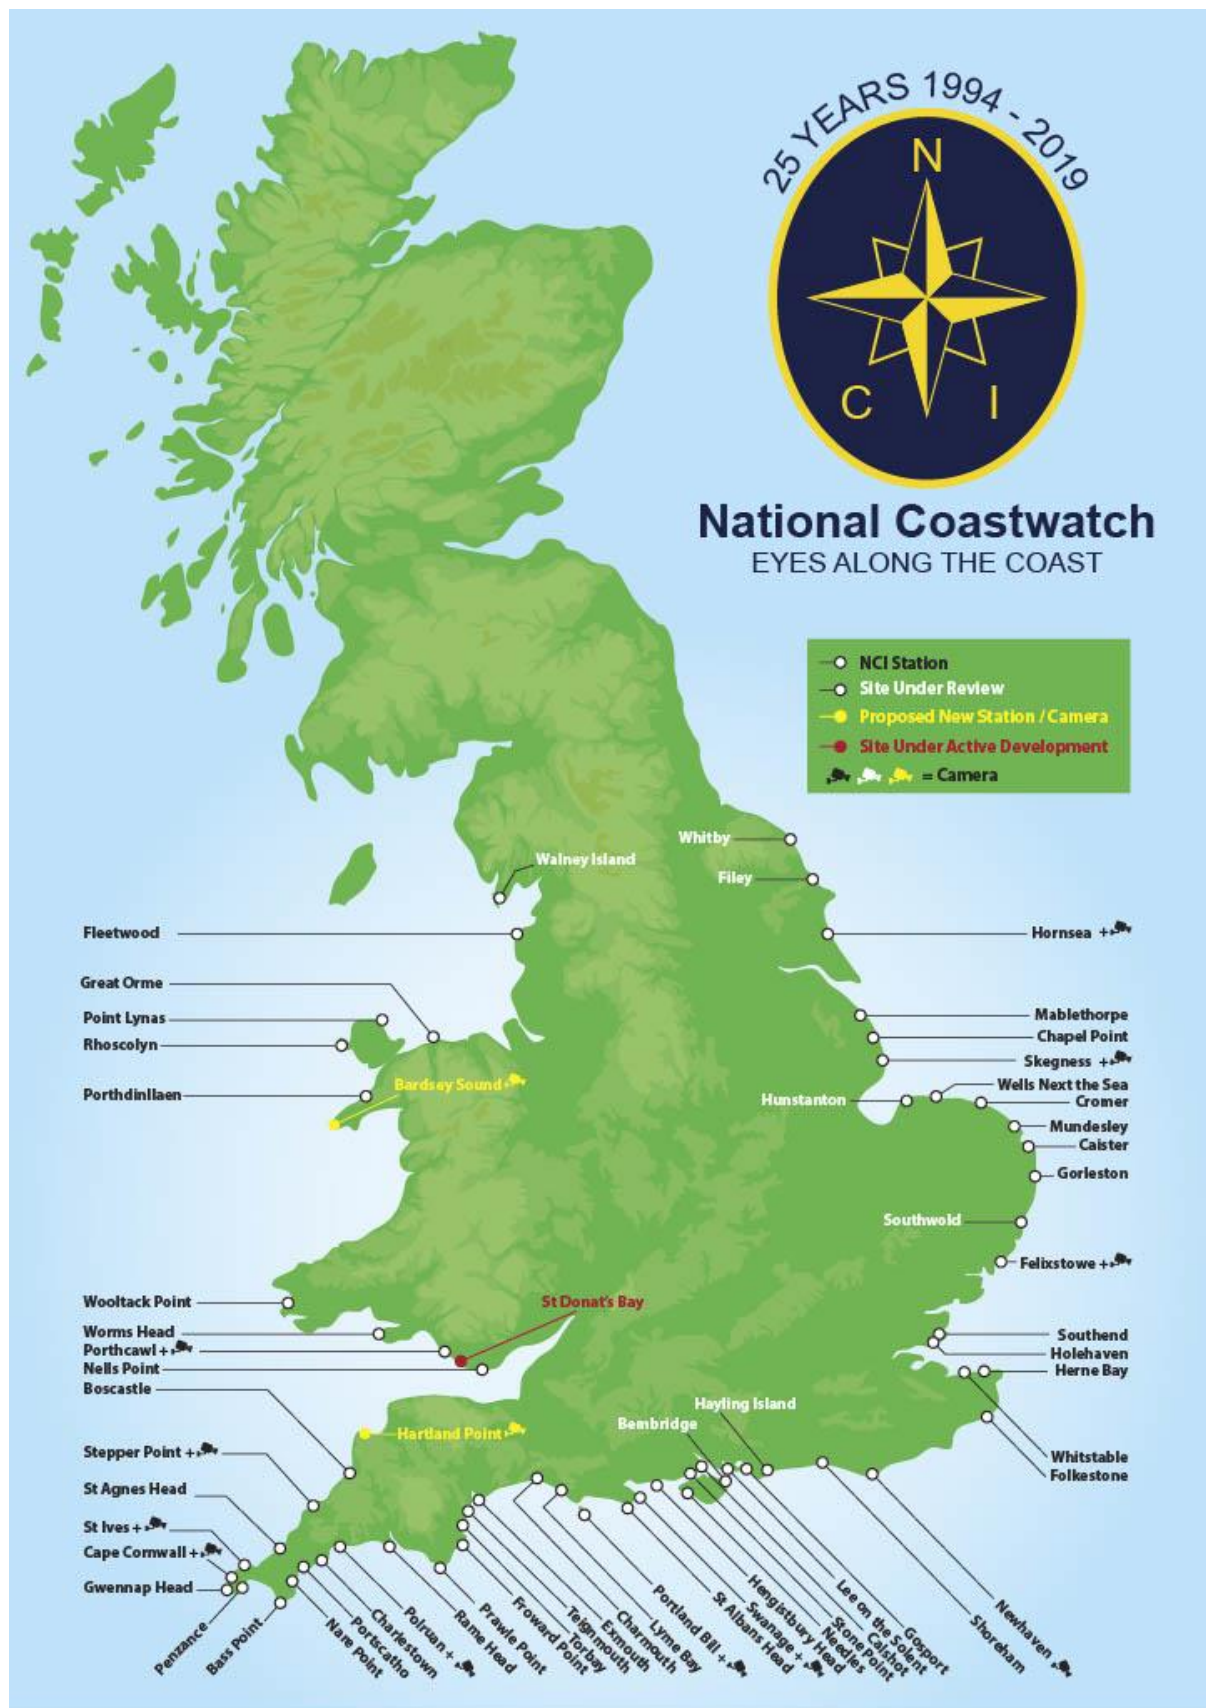 25 YEARS 1994 - 2019
N
C I
National Coastwatch
EYES ALONG THE COAST
NCI Station
Site Under Review
Proposed New Station / Camera
Site Under Active Development
= Camera
Whitby
Walney Island
Filey
Fleetwood
Hornsea +
Great Orme
Point Lynas
Mablethorpe
Rhoscolyn
Chapel Point
Skegness +
Bardsey Sound +
Wells Next the Sea
Porthdinllaen
Hunstanton
Cromer
Mundesley
Caister
Gorleston
Southwold
Felixstowe +
Wooltack Point
St Donat's Bay
Worms Head
Southend
Porthcawl +
Holehaven
Nells Point
Herne Bay
Boscastle
Hayling Island
Bembridge
Hartland Point
Stepper Point +
Whitstable
Folkestone
St Agnes Head
St Ives +
Cape Cornwall +
Gwennap Head
Penzance
Bass Point
Nare Point
Portscatho
Charlestown
Polruan +
Rame Head
Prawle Point
Froward Point
Torbay
Teignmouth
Exmouth
Charmouth
Lyme Bay
Portland Bill +
St Albans Head
Swanage +
Hengistbury Head
Needles
Stone Point
Calshot
Lee on the Solent
Gosport
Shoreham
Newhaven